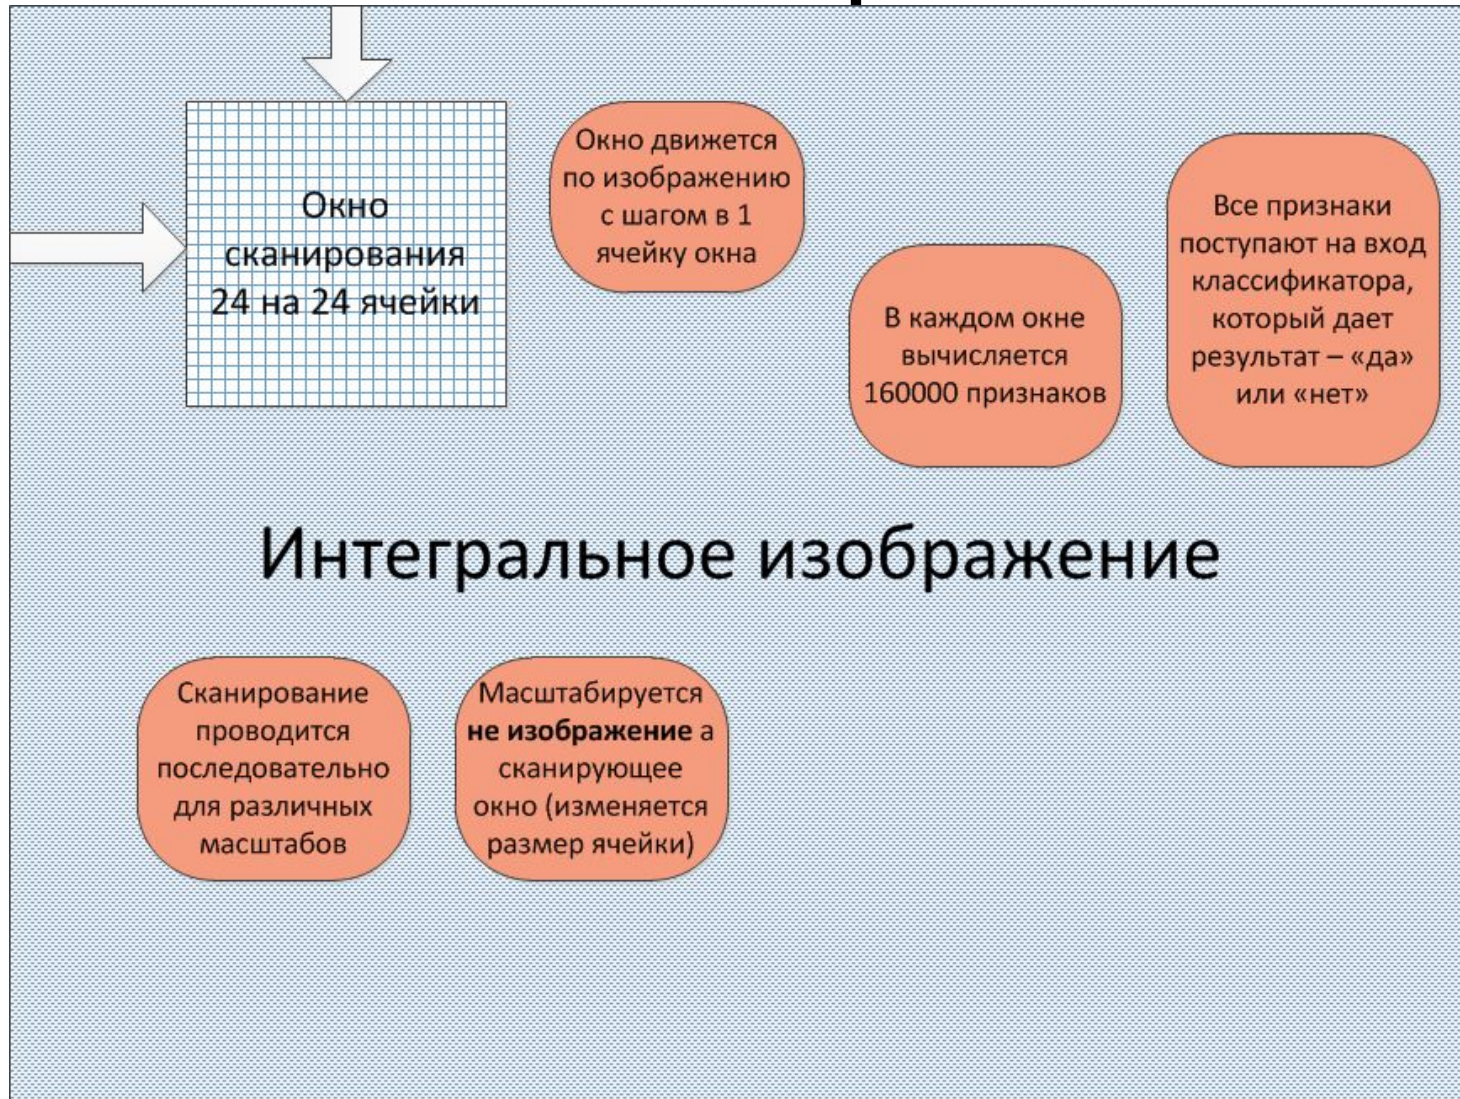 Окно
сканирования
24 на 24 ячейки
Окно движется
по изображению
с шагом в 1
ячейку окна
В каждом окне
вычисляется
160000 признаков
Все признаки
поступают на вход
классификатора,
который дает
результат – «да»
или «нет»
Интегральное изображение
Сканирование
проводится
последовательно
для различных
масштабов
Масштабируется
не изображение а
сканирующее
окно (изменяется
размер ячейки)